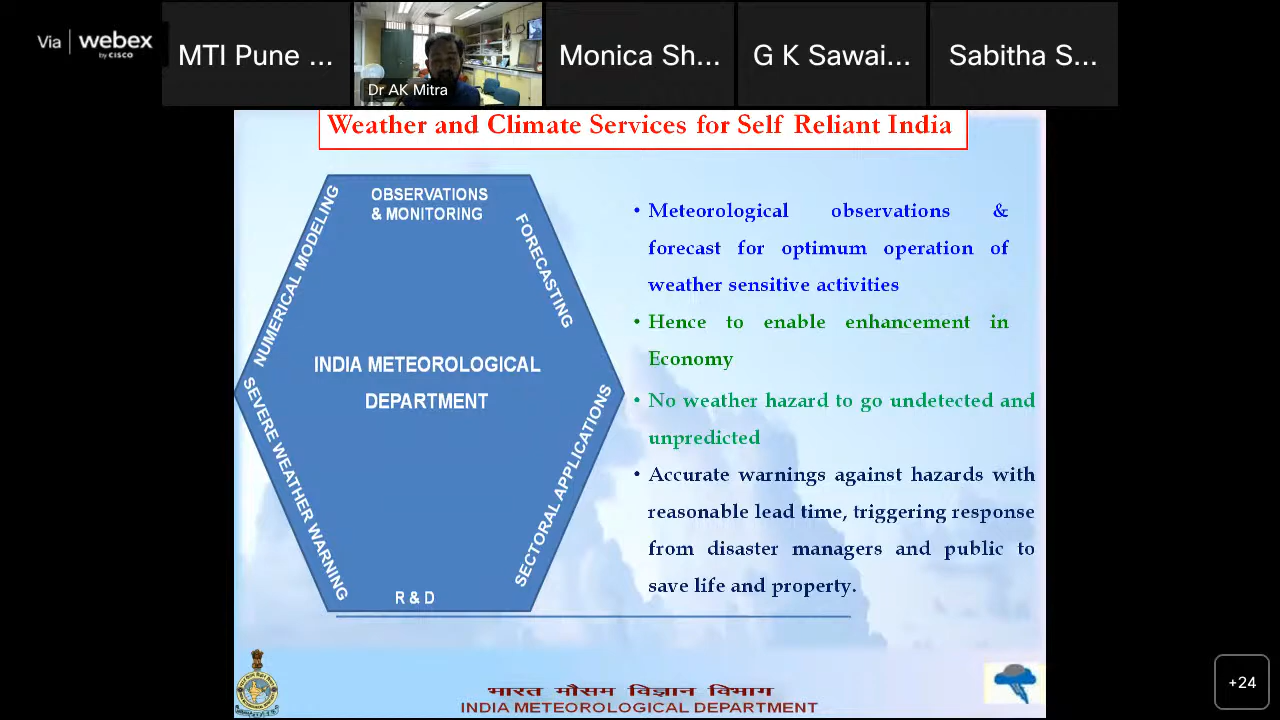 Via webex
by CISCO
MTI Pune ...
Dr AK Mitra
Monica Sh...
G K Sawai...
Sabitha S...
Weather and Climate Services for Self Reliant India
OBSERVATIONS
& MONITORING
FORECASTING
NUMERICAL MODELING
INDIA METEOROLOGICAL
DEPARTMENT
SEVERE WEATHER WARNING
SECTORAL APPLICATIONS
R & D
• Meteorological observations &
forecast for optimum operation of
weather sensitive activities
• Hence to enable enhancement in
Economy
• No weather hazard to go undetected and
unpredicted
• Accurate warnings against hazards with
reasonable lead time, triggering response
from disaster managers and public to
save life and property.
भारत मौसम विज्ञान विभाग
INDIA METEOROLOGICAL DEPARTMENT
+24